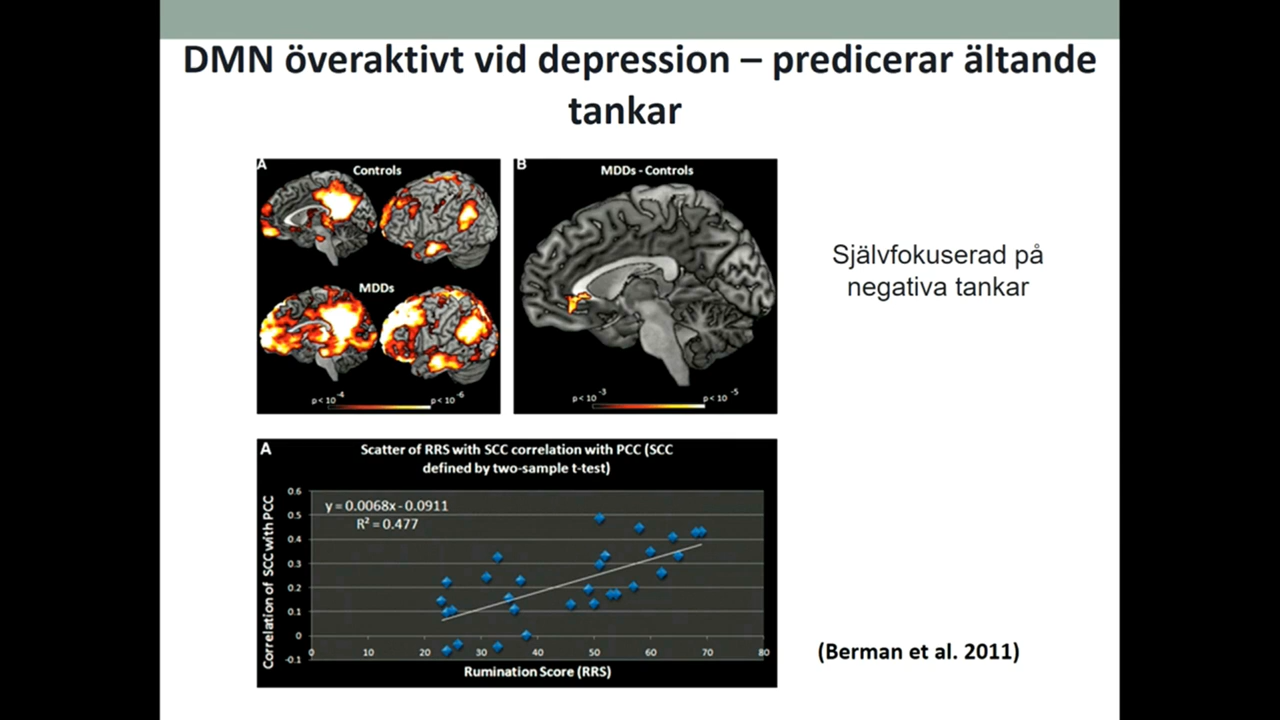 DMN överaktivt vid depression – predicerar ältande
tankar
A
Controls
MDDs
p < 10 -4
p < 10 -6
B
MDDs - Controls
p < 10 -3
p < 10 -5
Självfokuserad på
negativa tankar
A
Scatter of RRS with SCC correlation with PCC (SCC
defined by two-sample t-test)
Correlation of SCC with PCC
y = 0.0068x - 0.0911
R² = 0.477
0.6
0.5
0.4
0.3
0.2
0.1
0
-0.1
0 10 20 30 40 50 60 70 80
Rumination Score (RRS)
(Berman et al. 2011)